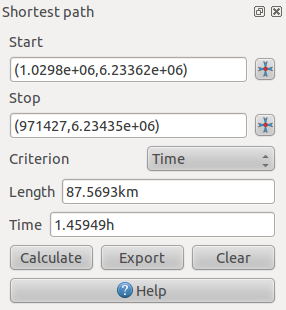 Shortest path
Start
(1.0298e+06,6.23362e+06)
Stop
(971427,6.23435e+06)
Criterion Time
Length 87.5693km
Time 1.45949h
Calculate Export Clear
Help